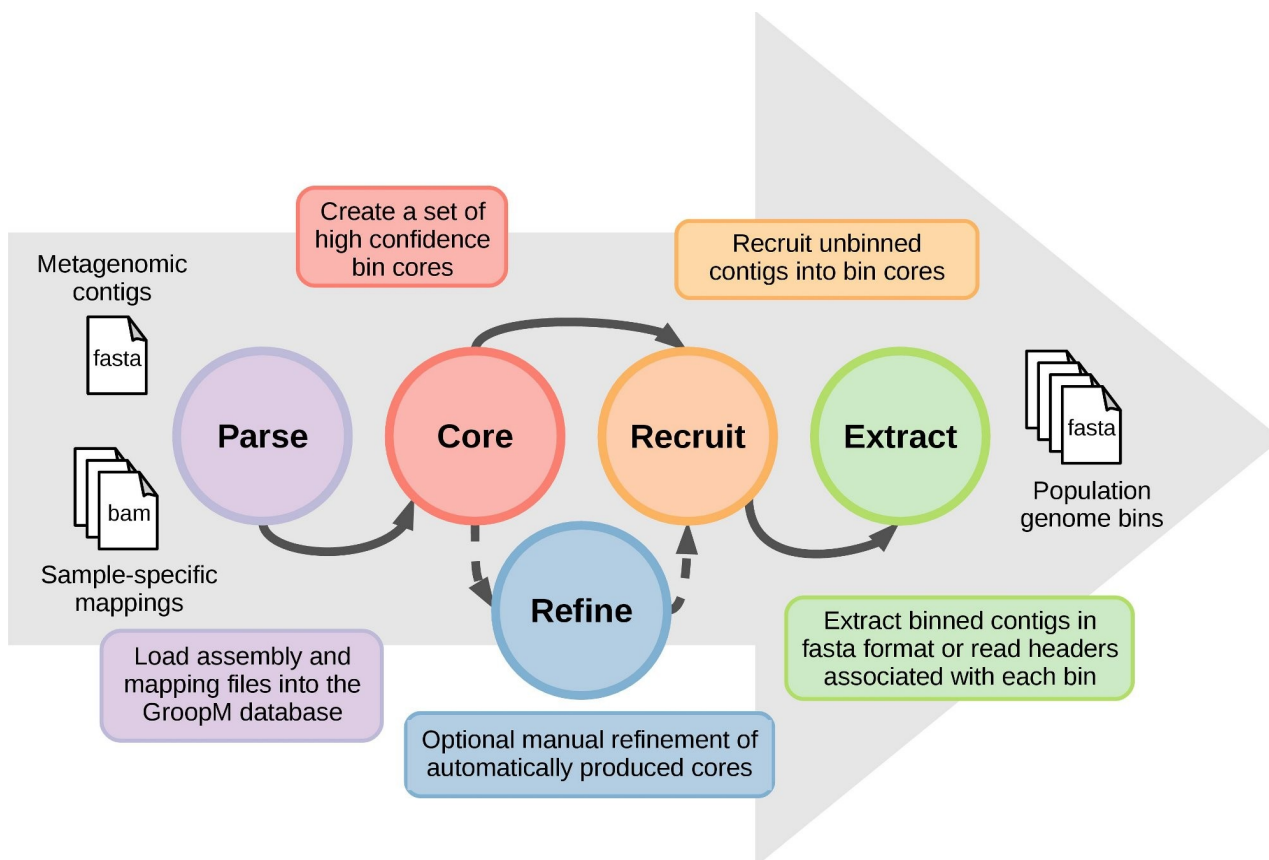 Create a set of
high confidence
bin cores
Recruit unbinned
contigs into bin cores
Metagenomic
contigs
fasta
Parse
Core
Recruit
Extract
fasta
bam
Population
genome bins
Sample-specific
mappings
Refine
Load assembly and
mapping files into the
GroopM database
Extract binned contigs in
fasta format or read headers
associated with each bin
Optional manual refinement of
automatically produced cores